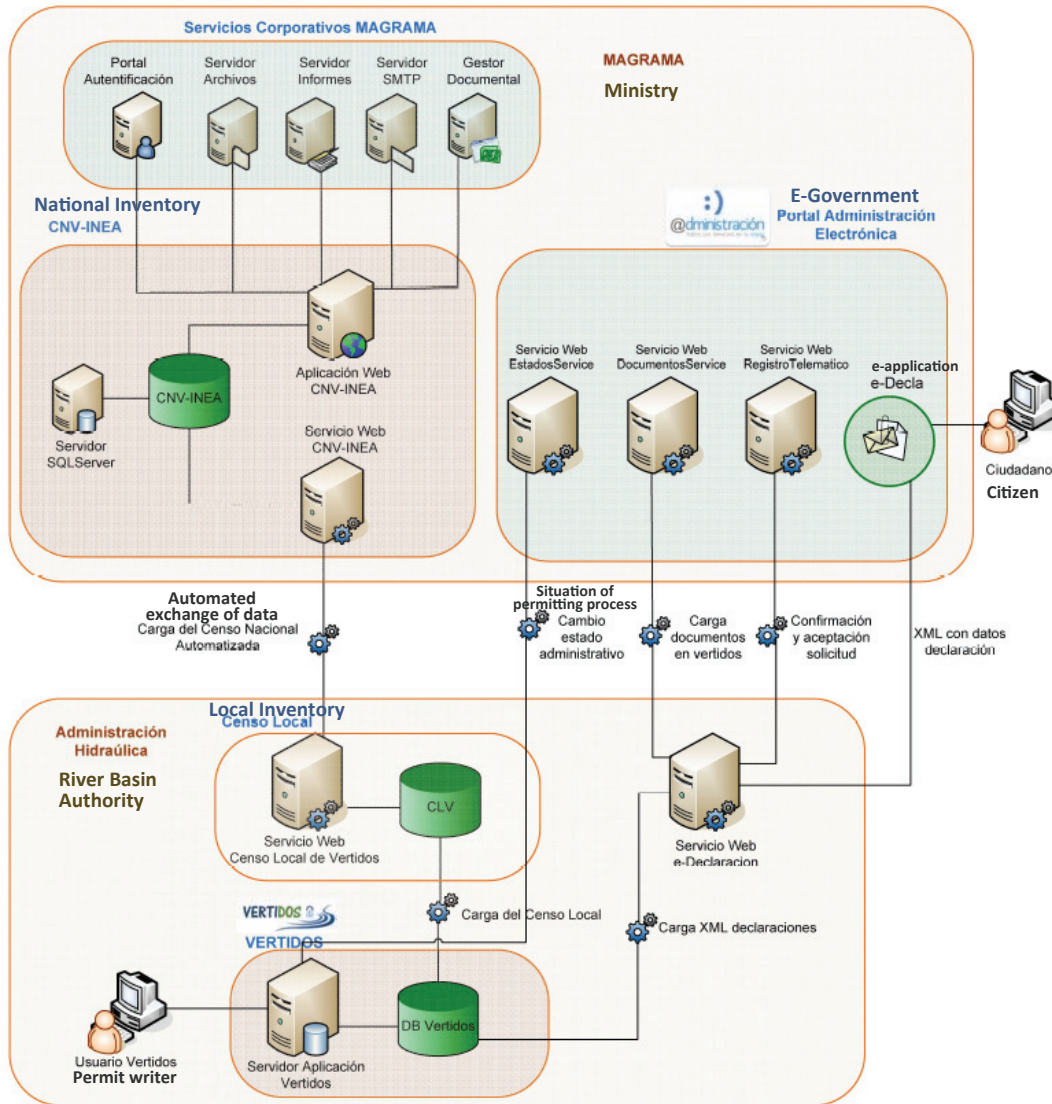 Servicios Corporativos MAGRAMA
Portal
Autentificación
Servidor
Archivos
Servidor
Informes
Servidor
SMTP
Gestor
Documental
MAGRAMA
Ministry
National Inventory
CNV-INEA
:)
@dministración
E-Government
Portal Administración
Electrónica
Aplicación Web
CNV-INEA
CNV-INEA
Servidor
SQLServer
Servicio Web
CNV-INEA
Servicio Web
EstadosService
Servicio Web
DocumentosService
Servicio Web
RegistroTelematico
e-application
e-Decla
Ciudadano
Citizen
Automated
exchange of data
Carga del Censo Nacional
Automatizada
Situation of
permitting process
Cambio
estado
administrativo
Carga
documentos
en vertidos
Confirmación
y aceptación
solicitud
XML con datos
declaración
Administración
Hidraúlica
River Basin
Authority
Local Inventory
Censo Local
CLV
Servicio Web
Censo Local de Vertidos
Servicio Web
e-Declaracion
Carga del Censo Local
Carga XML declaraciones
VERTIDOS
VERTIDOS
DB Vertidos
Servidor Aplicación
Vertidos
Usuario Vertidos
Permit writer